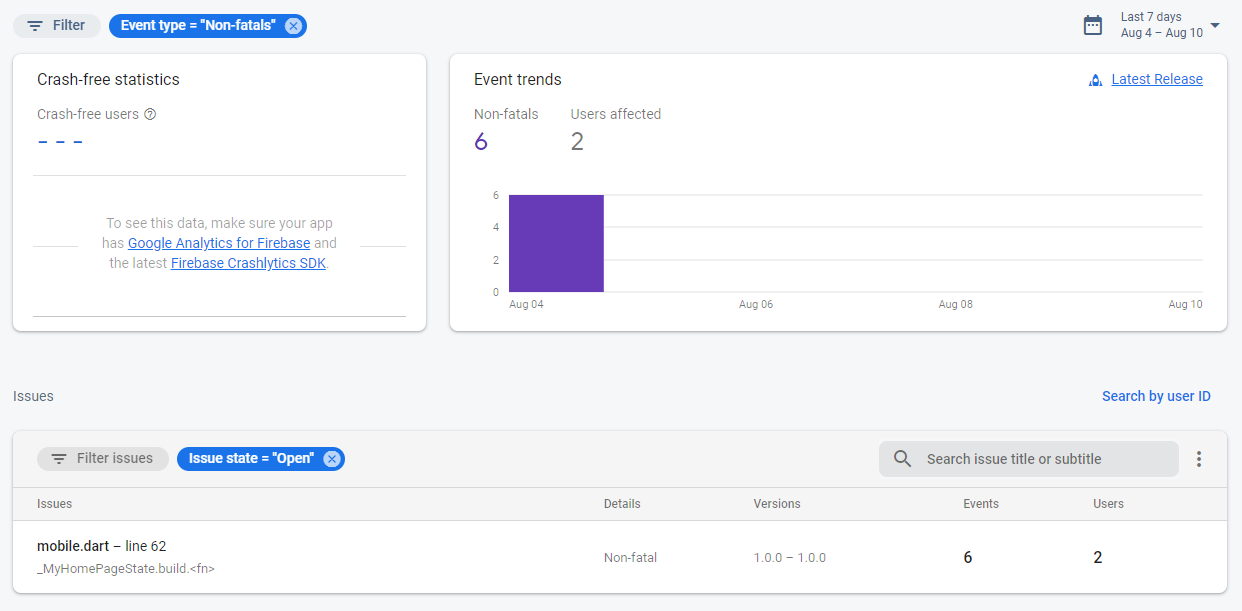 Filter
Event type = "Non-fatals"
Last 7 days
Aug 4 – Aug 10
Crash-free statistics
Crash-free users
– – –
To see this data, make sure your app
has Google Analytics for Firebase and
the latest Firebase Crashlytics SDK.
Event trends
Latest Release
Non-fatals Users affected
6 2
6
4
2
0
Aug 04 Aug 06 Aug 08 Aug 10
Issues
Search by user ID
Filter issues
Issue state = "Open"
Search issue title or subtitle
Issues Details Versions Events Users
mobile.dart – line 62
_MyHomePageState.build.<fn>
Non-fatal 1.0.0 – 1.0.0 6 2